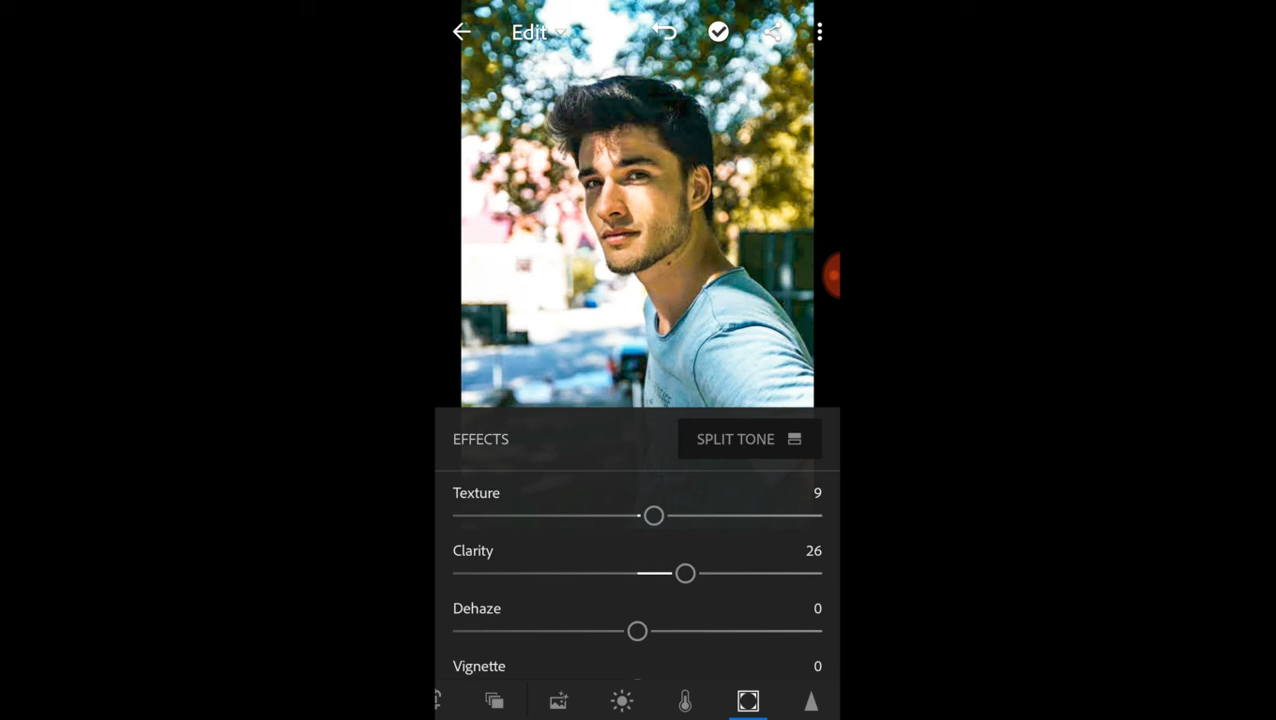 Edit
EFFECTS
SPLIT TONE
Texture 9
Clarity 26
Dehaze 0
Vignette 0